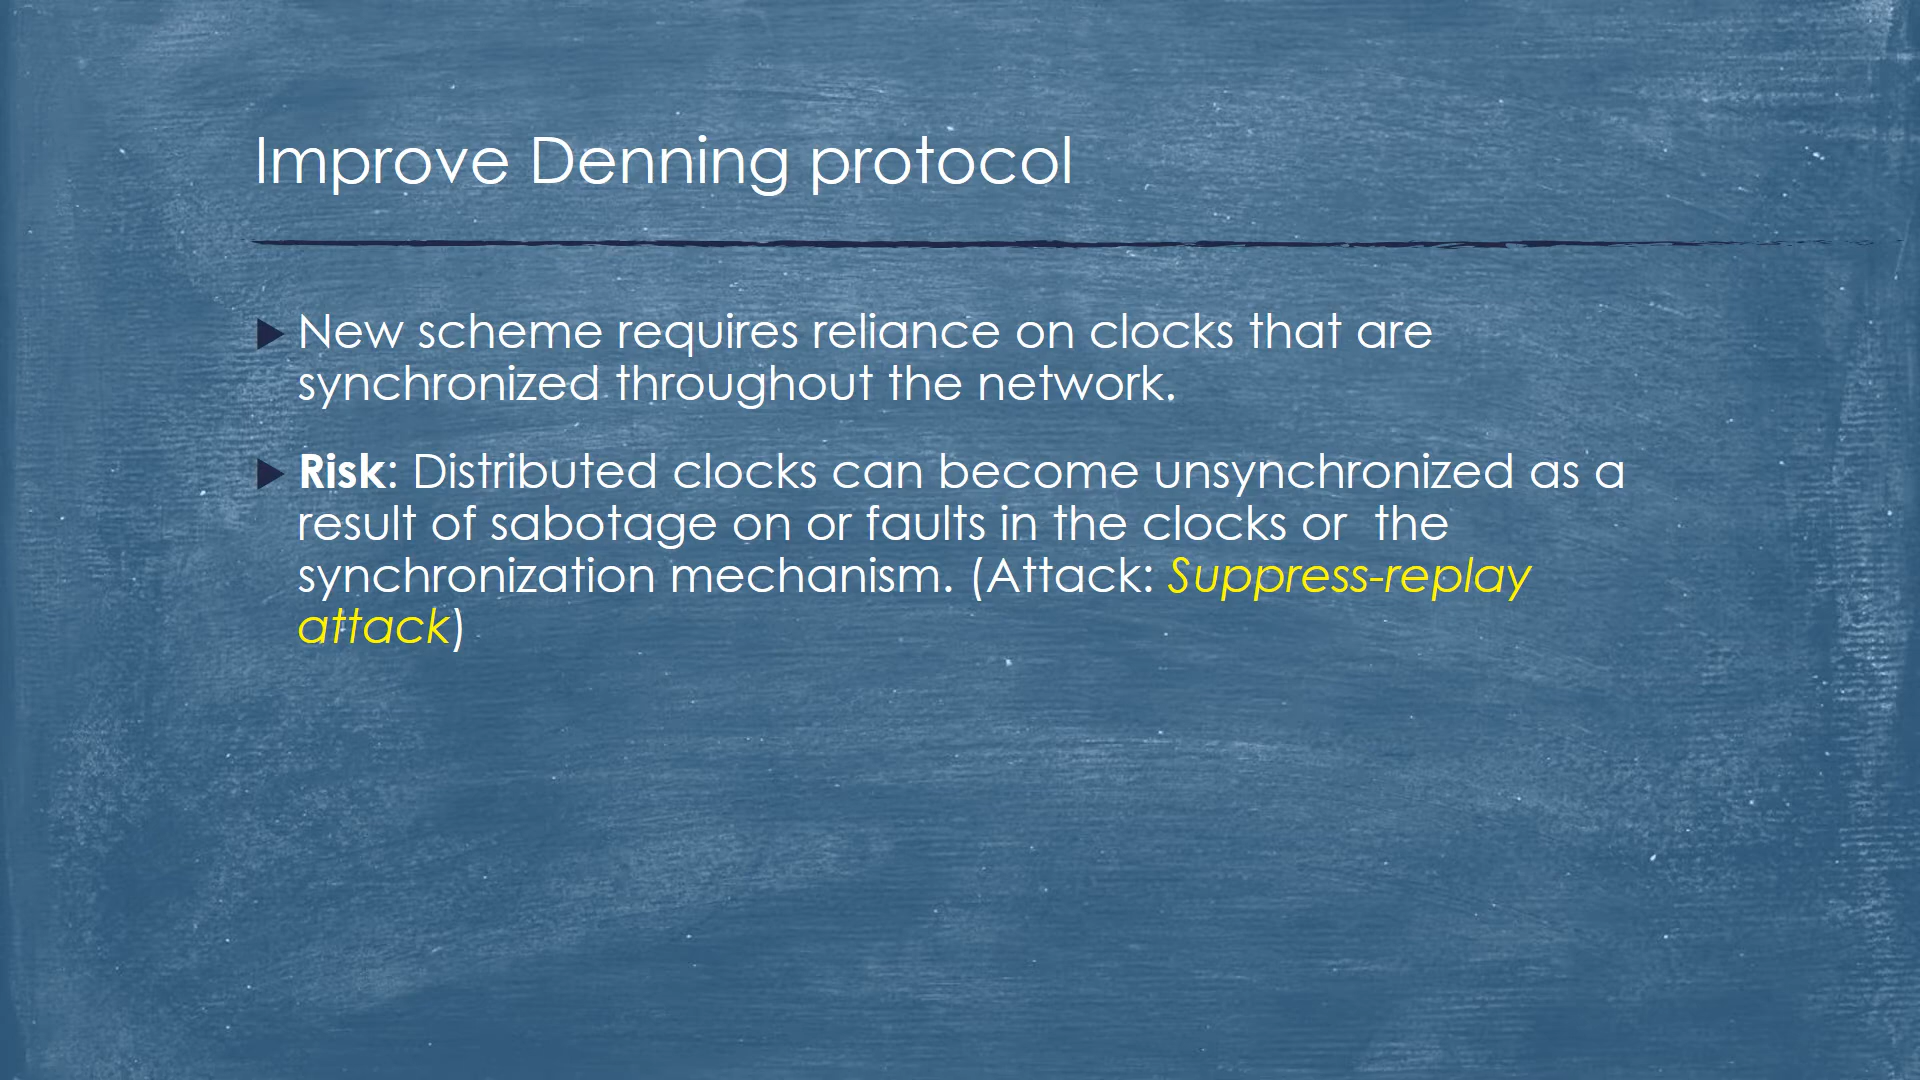 Improve Denning protocol
New scheme requires reliance on clocks that are
synchronized throughout the network.
Risk: Distributed clocks can become unsynchronized as a
result of sabotage on or faults in the clocks or  the
synchronization mechanism. (Attack: Suppress-replay
attack)